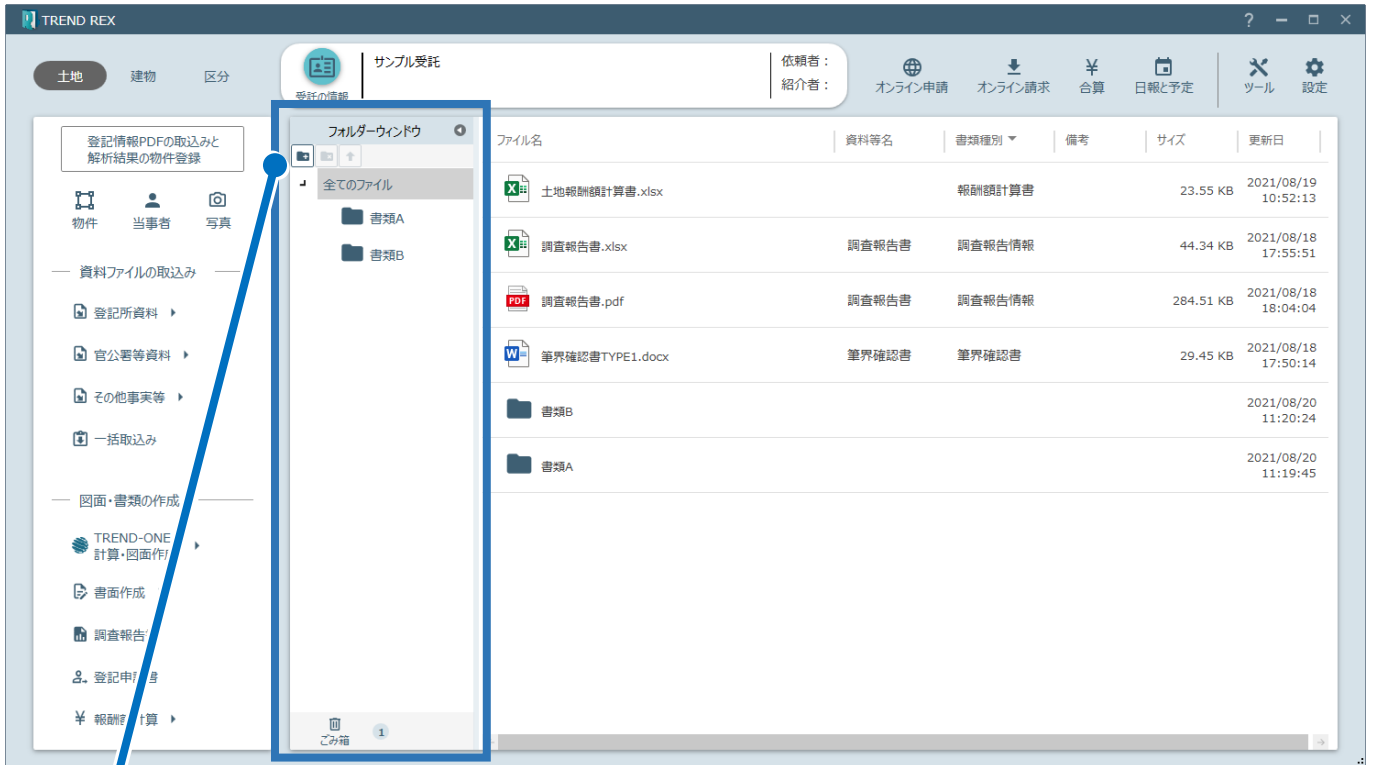 TREND REX
土地 建物 区分
受託の情報
サンプル受託
依頼者：
紹介者：
オンライン申請 オンライン請求 合算 日報と予定 ツール 設定
登記情報PDFの取込みと
解析結果の物件登録
物件 当事者 写真
資料ファイルの取込み
登記所資料
官公署等資料
その他事実等
一括取込み
図面・書類の作成
TREND-ONE
計算・図面作
書面作成
調査報告
登記申 書
報酬 計算
フォルダーウィンドウ
全てのファイル
書類A
書類B
ごみ箱 1
ファイル名 資料等名 書類種別 備考 サイズ 更新日
土地報酬額計算書.xlsx 報酬額計算書 23.55 KB 2021/08/19
10:52:13
調査報告書.xlsx 調査報告書 調査報告情報 44.34 KB 2021/08/18
17:55:51
PDF 調査報告書.pdf 調査報告書 調査報告情報 284.51 KB 2021/08/18
18:04:04
筆界確認書TYPE1.docx 筆界確認書 筆界確認書 29.45 KB 2021/08/18
17:50:14
書類B 2021/08/20
11:20:24
書類A 2021/08/20
11:19:45